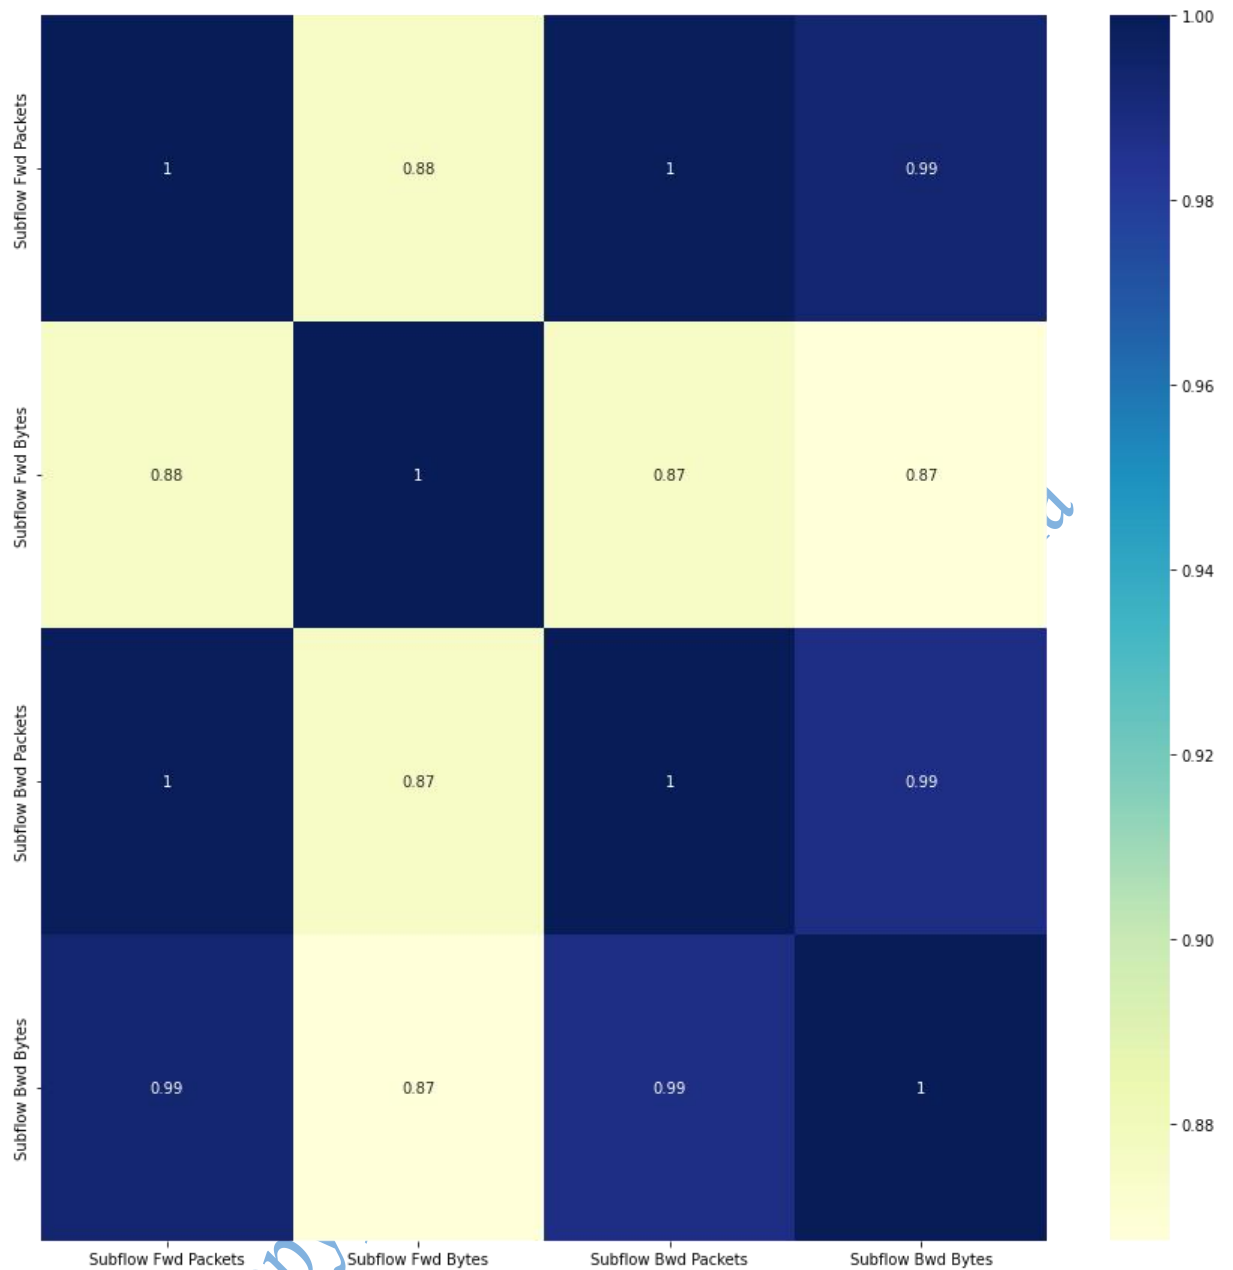 1.00
Subflow Fwd Packets
1 0.88 1 0.99
0.98
0.96
Subflow Fwd Bytes
0.88 1 0.87 0.87
0.94
Subflow Bwd Packets
1 0.87 1 0.99
0.92
0.90
Subflow Bwd Bytes
0.99 0.87 0.99 1
0.88
Subflow Fwd Packets Subflow Fwd Bytes Subflow Bwd Packets Subflow Bwd Bytes